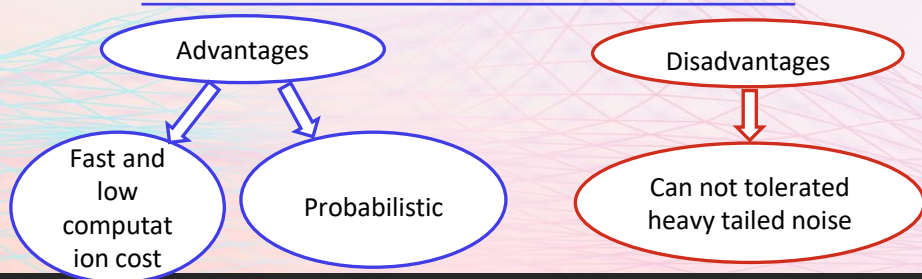 Advantages
Disadvantages
Fast and
low
computat
ion cost
Probabilistic
Can not tolerated
heavy tailed noise